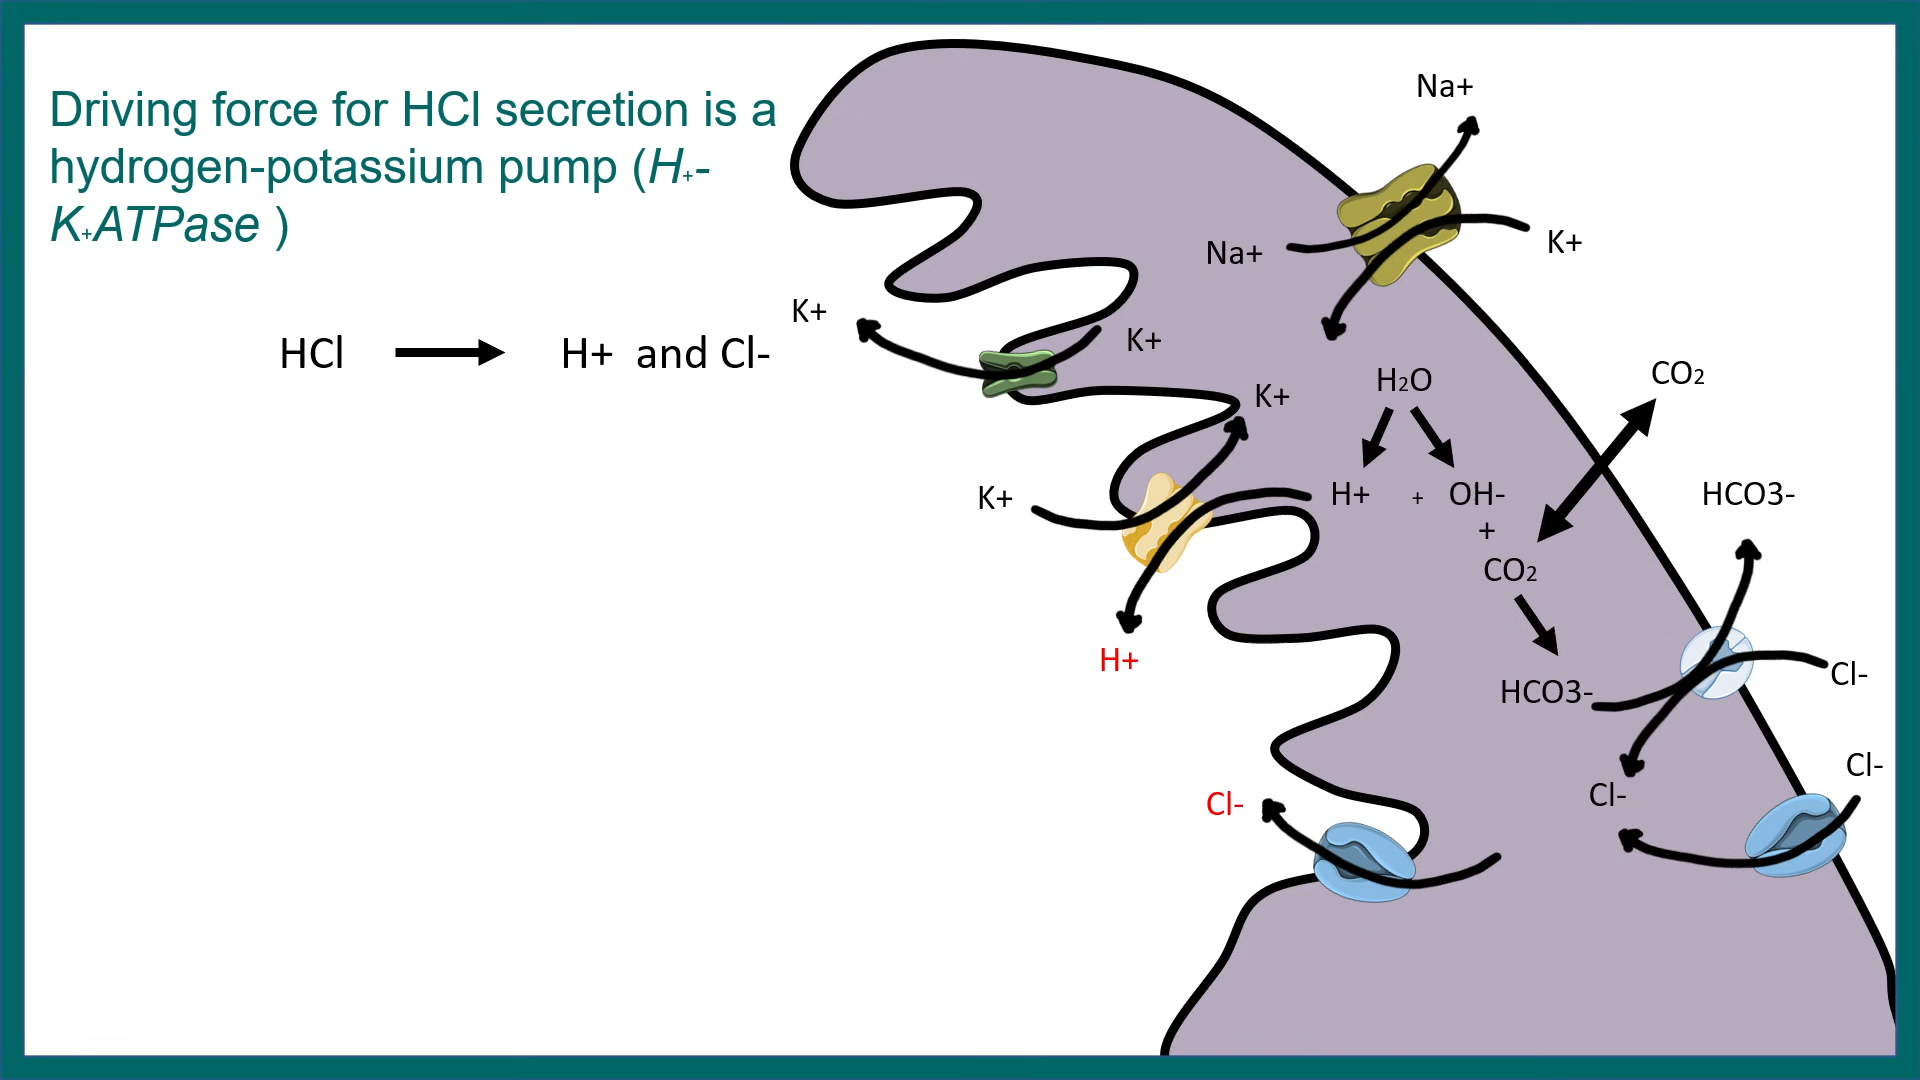 Driving force for HCl secretion is a
hydrogen-potassium pump (H+-
K+ATPase )
HCl → H+ and Cl-
Na+
Na+
K+
K+
K+
K+
H2O
CO2
K+
H+ + OH-
HCO3-
+
CO2
H+
HCO3-
Cl-
Cl-
Cl-
Cl-